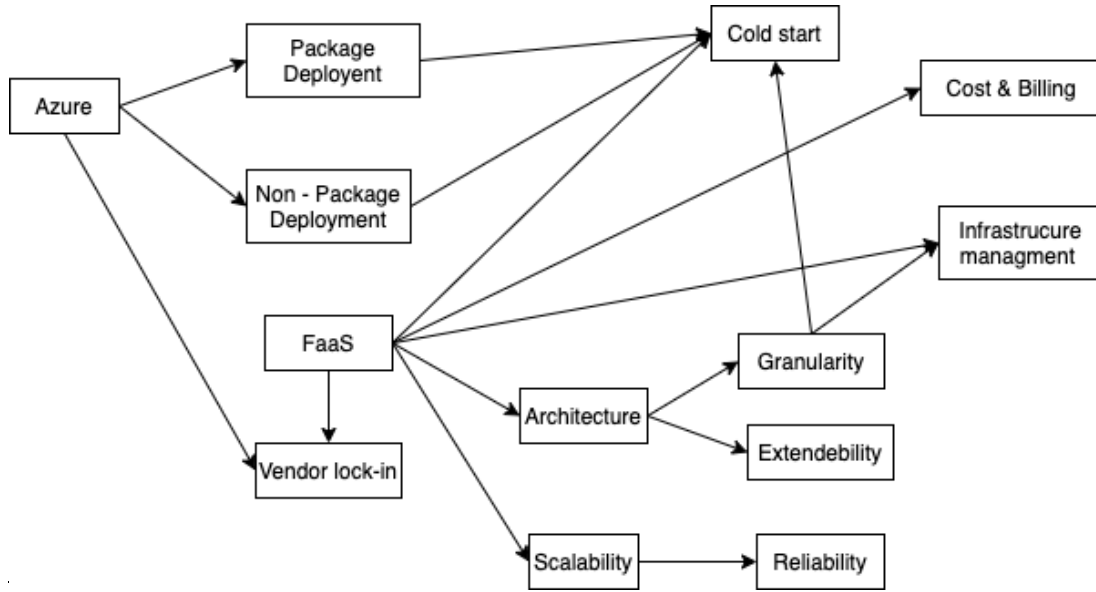 Package
Deployent
Cold start
Azure
Cost & Billing
Non - Package
Deployment
Infrastrucure
managment
FaaS
Granularity
Architecture
Extendebility
Vendor lock-in
Scalability
Reliability